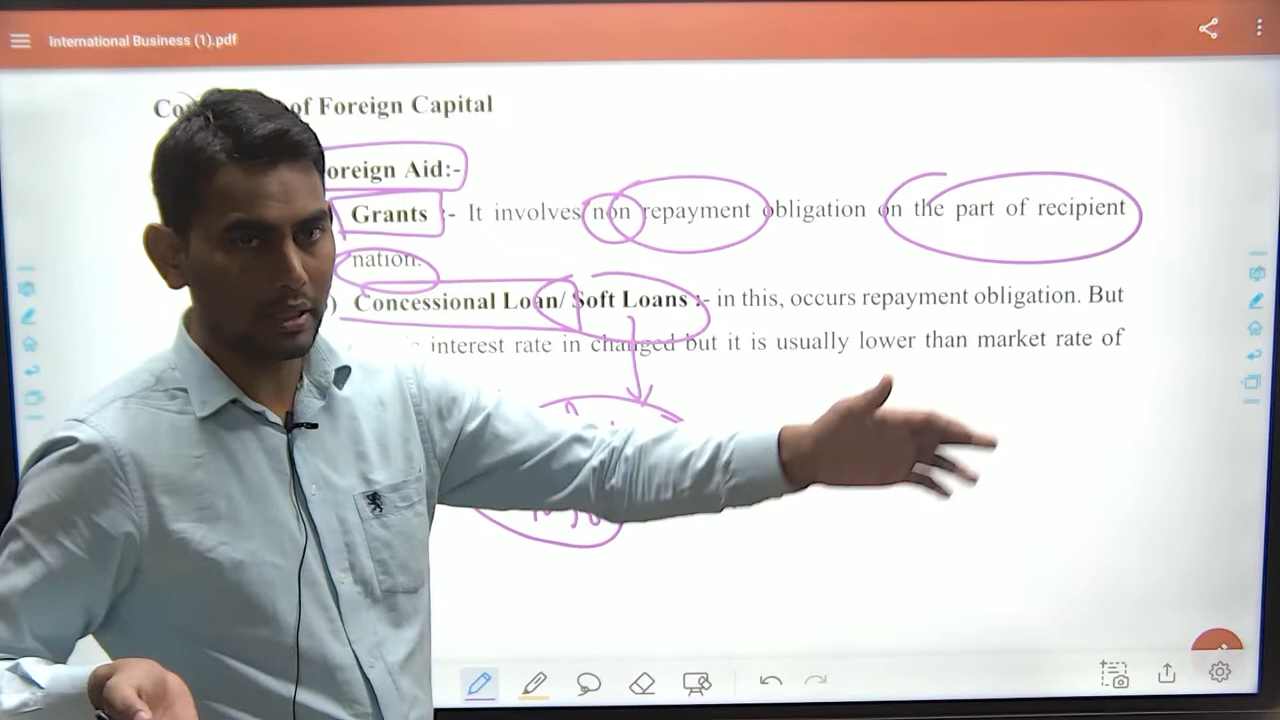 International Business (1).pdf
of Foreign Capital
oreign Aid:-
Grants :- It involves non repayment obligation on the part of recipient
nation.
) Concessional Loan/ Soft Loans :- in this, occurs repayment obligation. But
interest rate in changed but it is usually lower than market rate of